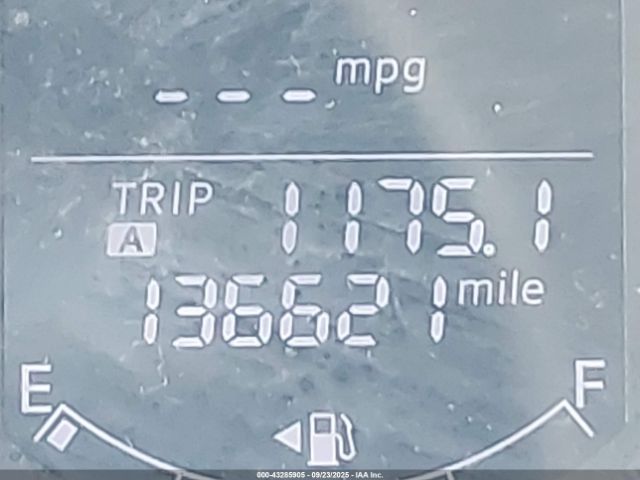 --- mpg
TRIP 1175.1
A
136621 mile
E F
000-43285905 - 09/23/2025 - IAA Inc.